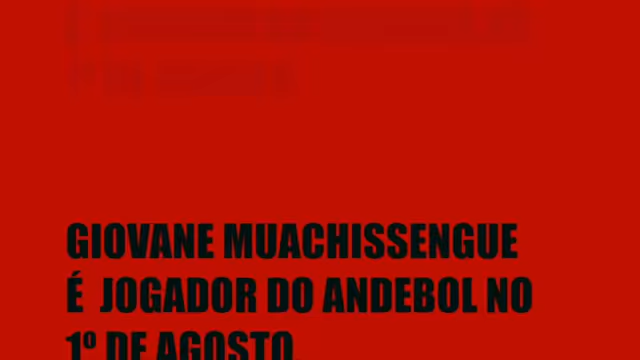 GIOVANE MUACHISSENGUE
É JOGADOR DO ANDEBOL NO
1º DE AGOSTO